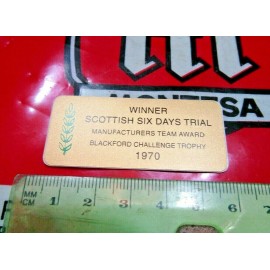 MONTESA
WINNER
SCOTTISH SIX DAYS TRIAL
MANUFACTURERS TEAM AWARD
BLACKFORD CHALLENGE TROPHY
1970
MM
CM
1 2 3 4 5 6 7